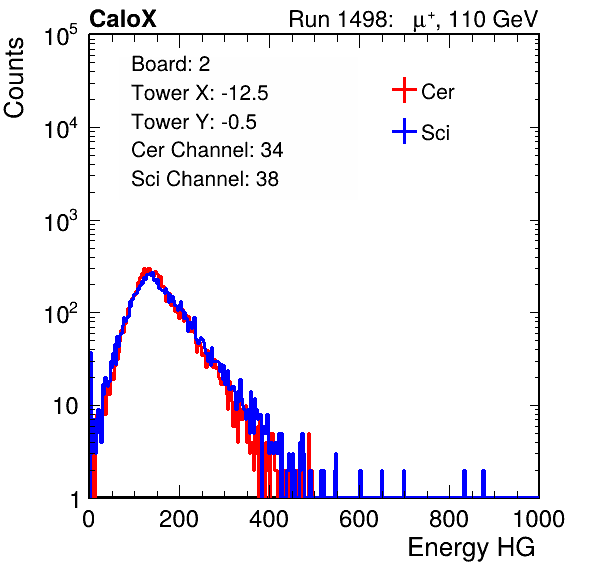 CaloX Run 1498: μ⁺, 110 GeV
Counts
10⁵
10⁴
10³
10²
10
1
Board: 2
Tower X: -12.5
Tower Y: -0.5
Cer Channel: 34
Sci Channel: 38
Cer
Sci
0 200 400 600 800 1000
Energy HG